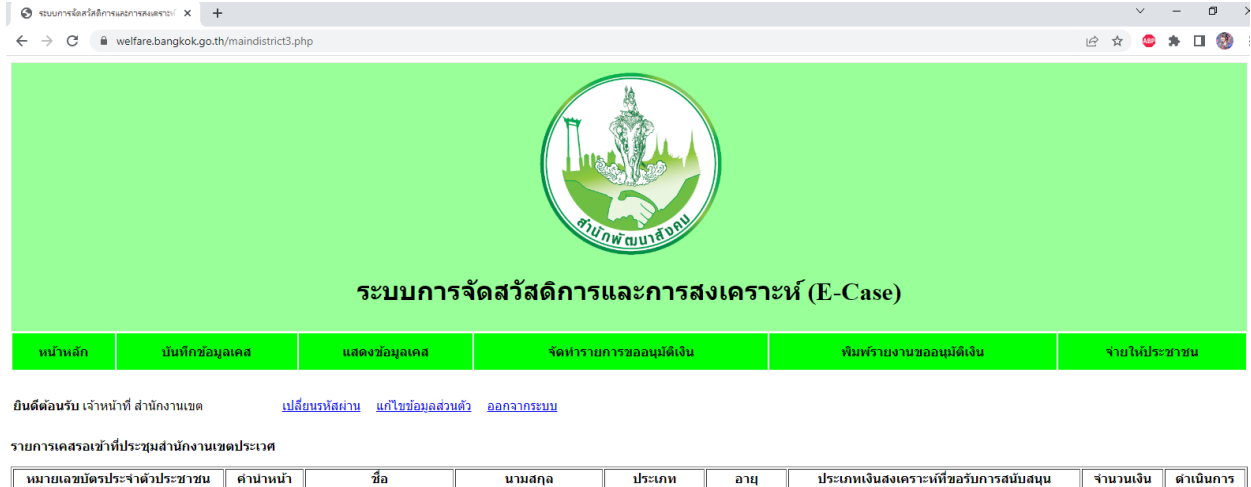 ระบบการจัดสวัสดิการและการสงเคราะห์
welfare.bangkok.go.th/maindistrict3.php
ABP
สำนักพัฒนาสังคม
ระบบการจัดสวัสดิการและการสงเคราะห์ (E-Case)
หน้าหลัก บันทึกข้อมูลเคส แสดงข้อมูลเคส จัดทำรายการขออนุมัติเงิน พิมพ์รายงานขออนุมัติเงิน จ่ายให้ประชาชน
ยินดีต้อนรับ เจ้าหน้าที่ สำนักงานเขต เปลี่ยนรหัสผ่าน แก้ไขข้อมูลส่วนตัว ออกจากระบบ
รายการเคสรอเข้าที่ประชุมสำนักงานเขตประเวศ
หมายเลขบัตรประจำตัวประชาชน คำนำหน้า ชื่อ นามสกุล ประเภท อายุ ประเภทเงินสงเคราะห์ที่ขอรับการสนับสนุน จำนวนเงิน ดำเนินการ